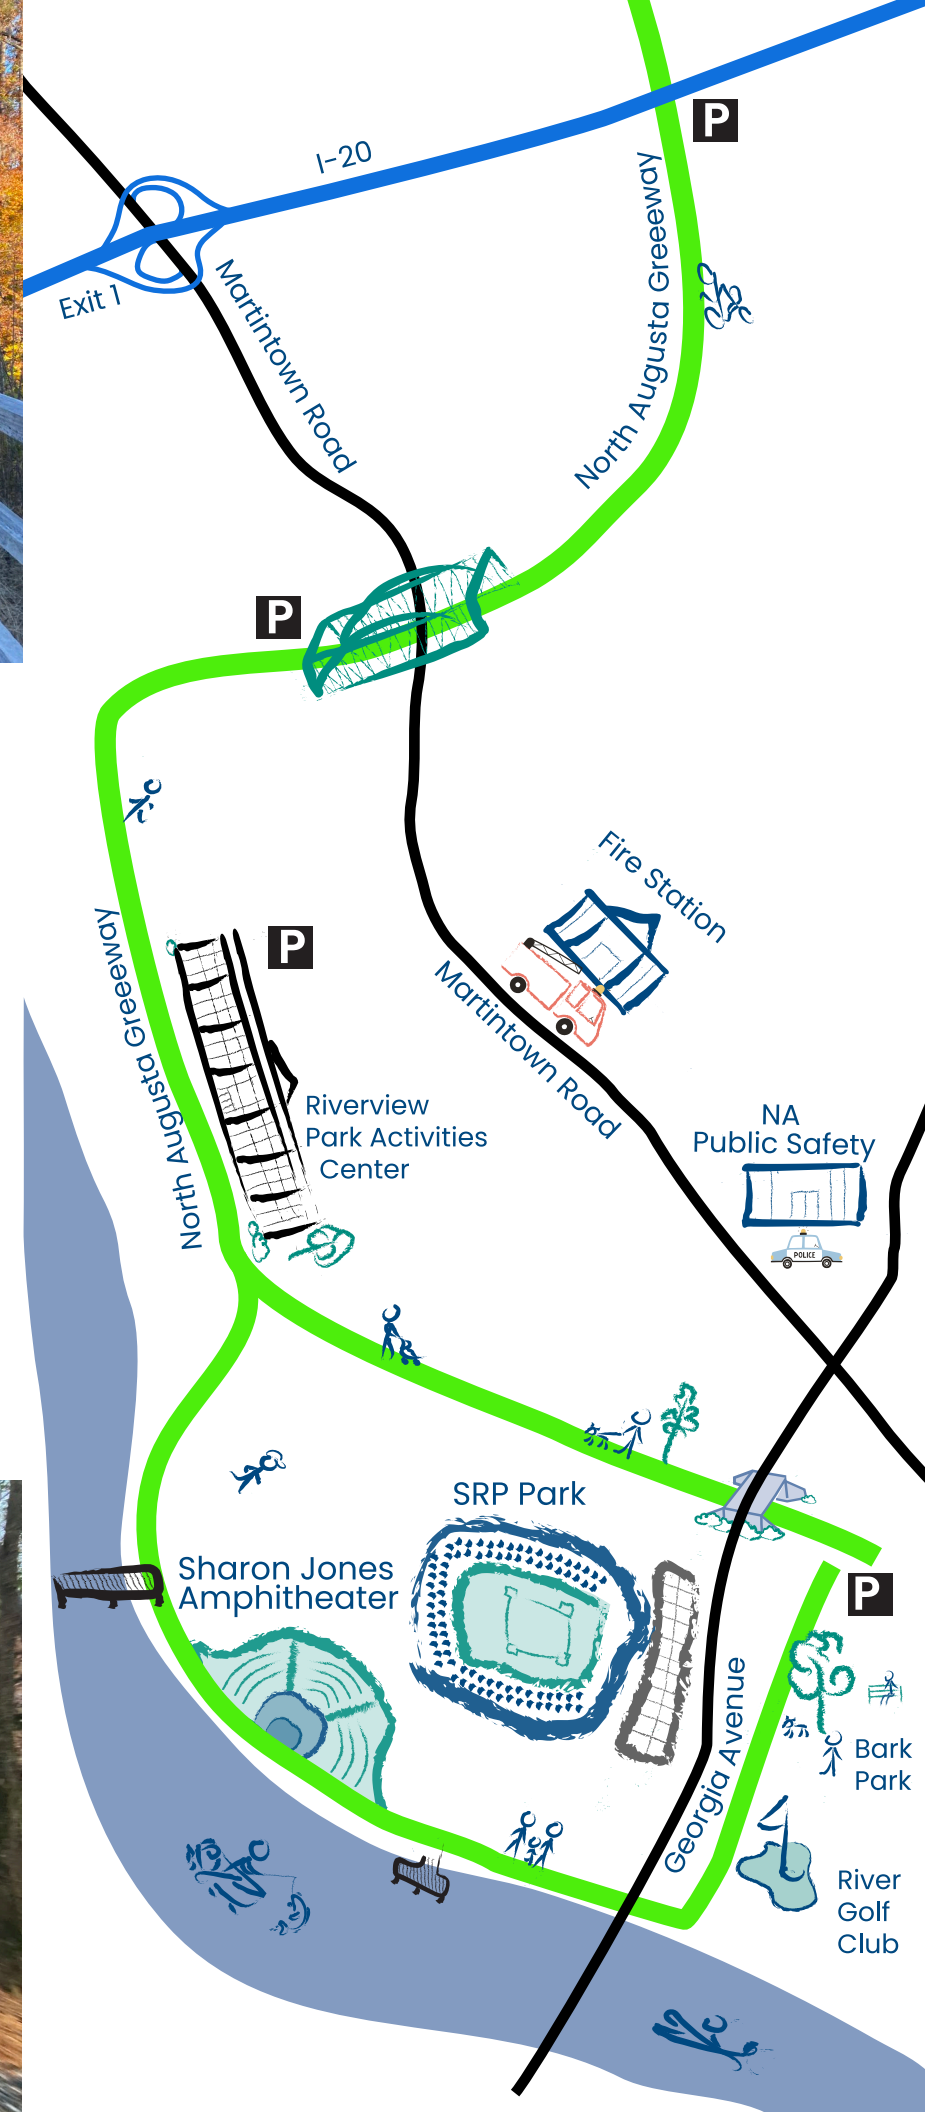 P
I-20
North Augusta Greeeway
Exit 1
Martintown Road
P
Fire Station
North Augusta Greeeway
P
Martintown Road
Riverview
Park Activities
Center
NA
Public Safety
POLICE
SRP Park
Sharon Jones
Amphitheater
P
Georgia Avenue
Bark
Park
River
Golf
Club